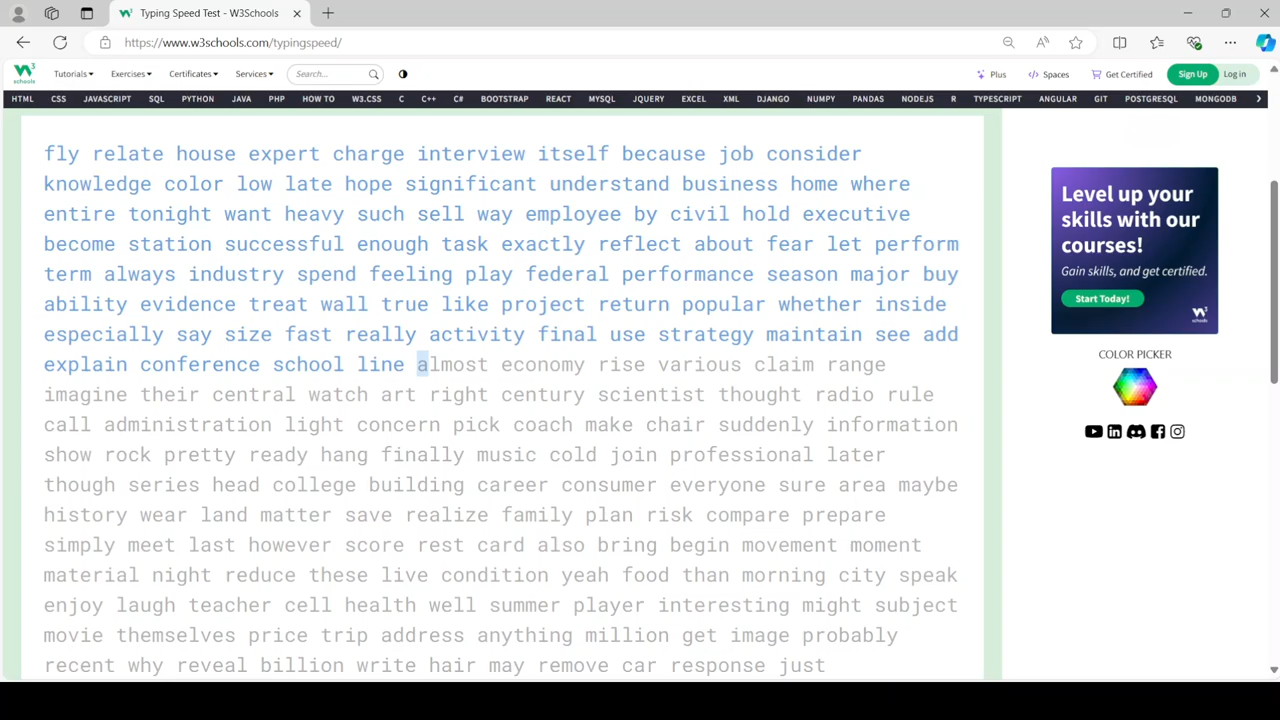 Typing Speed Test - W3Schools
https://www.w3schools.com/typingspeed/
schools
Tutorials Exercises Certificates Services Search... Plus Spaces Get Certified Sign Up Log in
HTML CSS JAVASCRIPT SQL PYTHON JAVA PHP HOW TO W3.CSS C C++ C# BOOTSTRAP REACT MYSQL JQUERY EXCEL XML DJANGO NUMPY PANDAS NODEJS R TYPESCRIPT ANGULAR GIT POSTGRESQL MONGODB
fly relate house expert charge interview itself because job consider
knowledge color low late hope significant understand business home where
entire tonight want heavy such sell way employee by civil hold executive
become station successful enough task exactly reflect about fear let perform
term always industry spend feeling play federal performance season major buy
ability evidence treat wall true like project return popular whether inside
especially say size fast really activity final use strategy maintain see add
explain conference school line almost economy rise various claim range
imagine their central watch art right century scientist thought radio rule
call administration light concern pick coach make chair suddenly information
show rock pretty ready hang finally music cold join professional later
though series head college building career consumer everyone sure area maybe
history wear land matter save realize family plan risk compare prepare
simply meet last however score rest card also bring begin movement moment
material night reduce these live condition yeah food than morning city speak
enjoy laugh teacher cell health well summer player interesting might subject
movie themselves price trip address anything million get image probably
recent why reveal billion write hair may remove car response just
Level up your
skills with our
courses!
Gain skills, and get certified.
Start Today!
schools
COLOR PICKER